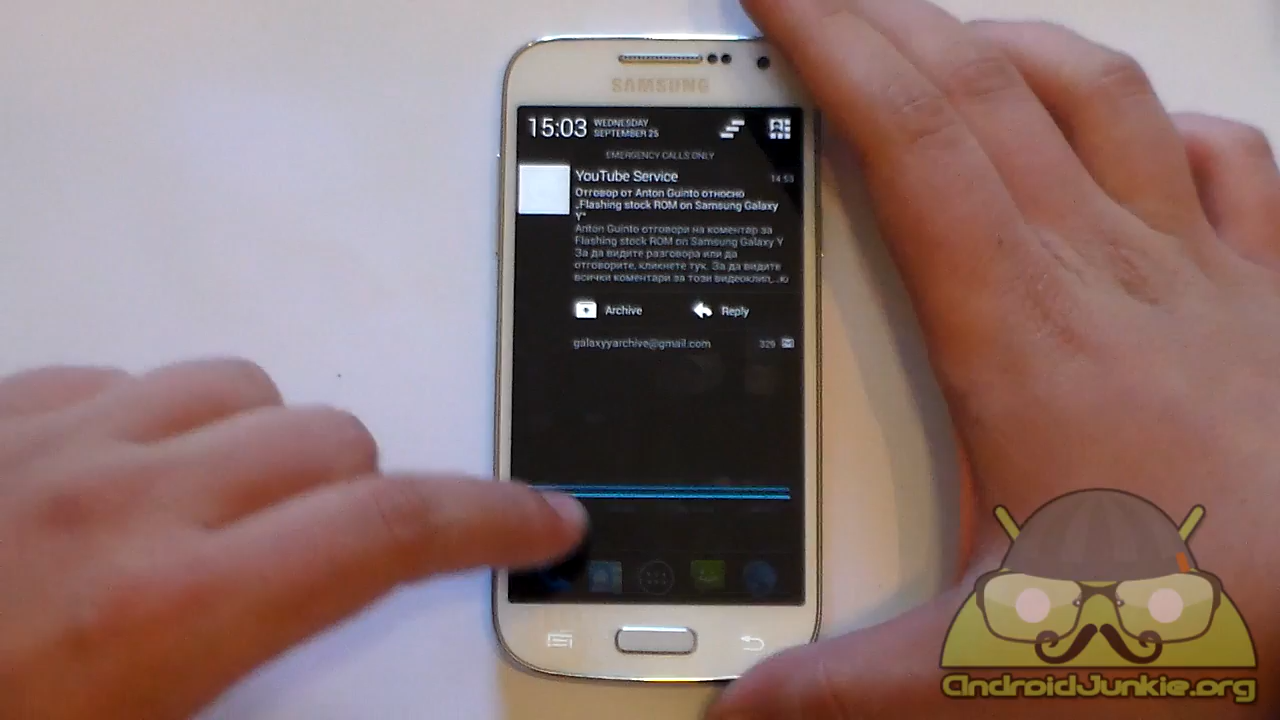 SAMSUNG
15:03 WEDNESDAY
SEPTEMBER 25
EMERGENCY CALLS ONLY
YouTube Service 14:53
Отговор от Anton Guinto относно
„Flashing stock ROM on Samsung Galaxy
Y“
Anton Guinto отговори на коментар за
Flashing stock ROM on Samsung Galaxy Y
За да видите разговора или да
отговорите, кликнете тук. За да видите
всички коментари за този видеоклип,..ю
Archive Reply
galaxyyarchive@gmail.com 329
AndroidJunkie.org